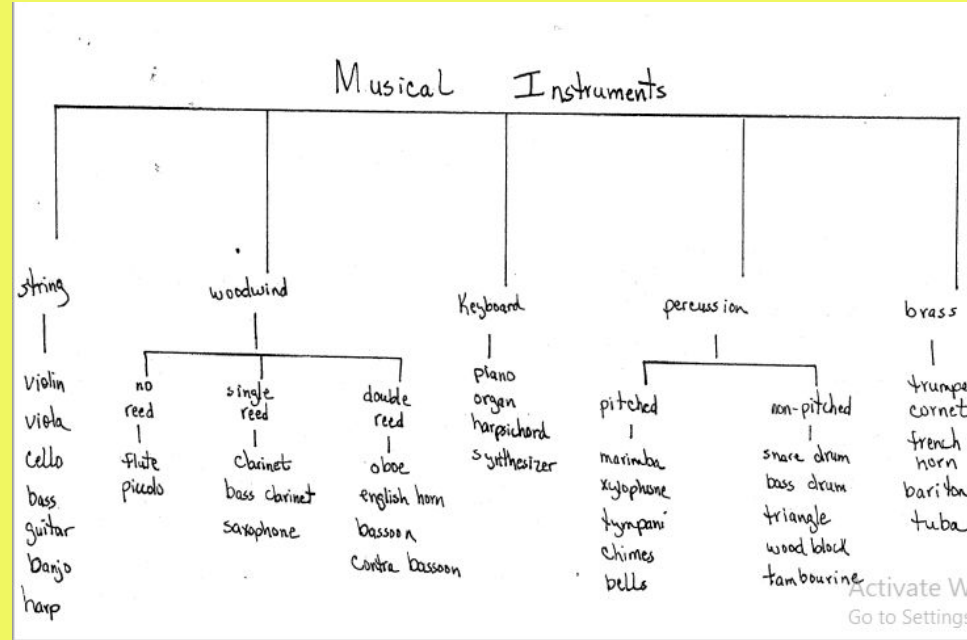 Musical Instruments
string
violin
viola
cello
bass
guitar
banjo
harp
woodwind
no
reed
flute
piccolo
single
reed
clarinet
bass clarinet
saxophone
double
reed
oboe
english horn
bassoon
contra bassoon
Keyboard
piano
organ
harpsichord
synthesizer
percussion
pitched
marimba
xylophone
tympani
chimes
bells
non-pitched
snare drum
bass drum
triangle
wood block
tambourine
brass
trumpe
cornet
french
horn
bariton
tuba
Activate W
Go to Settings